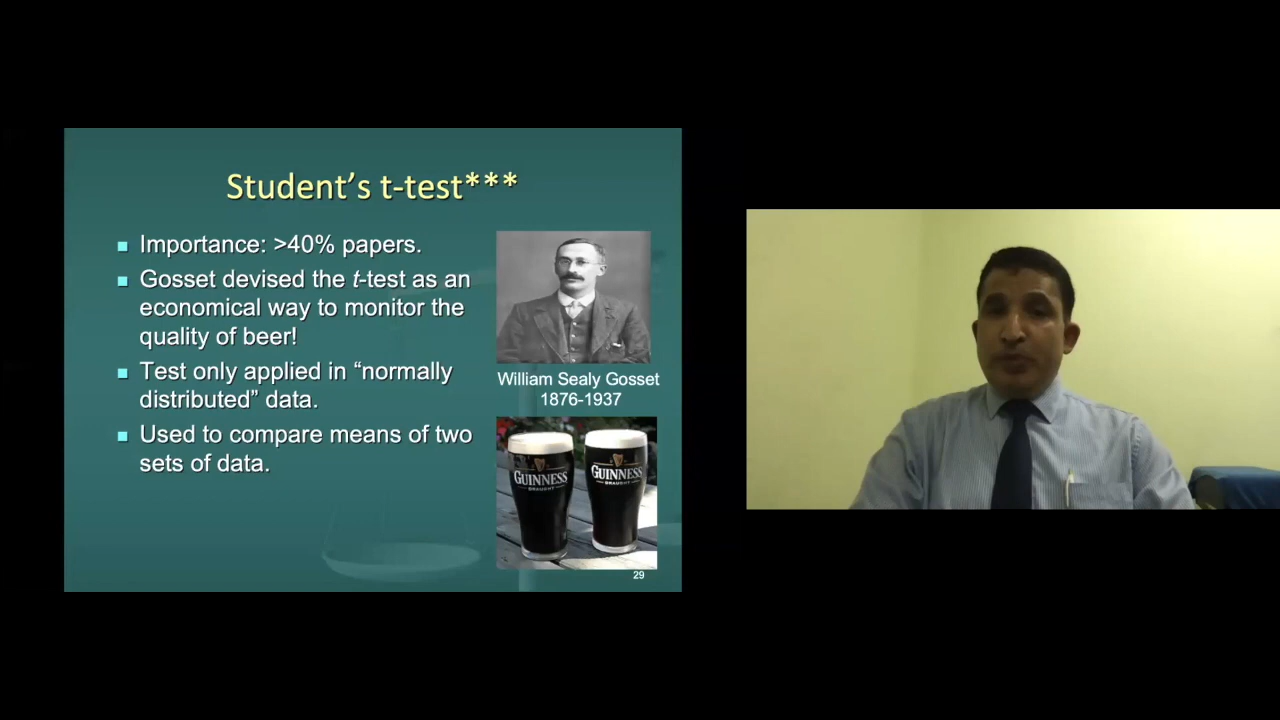 Student’s t-test***
Importance: >40% papers.
Gosset devised the t-test as an
economical way to monitor the
quality of beer!
Test only applied in “normally
distributed” data.
Used to compare means of two
sets of data.
William Sealy Gosset
1876-1937
GUINNESS
DRAUGHT
GUINNESS
DRAUGHT
29